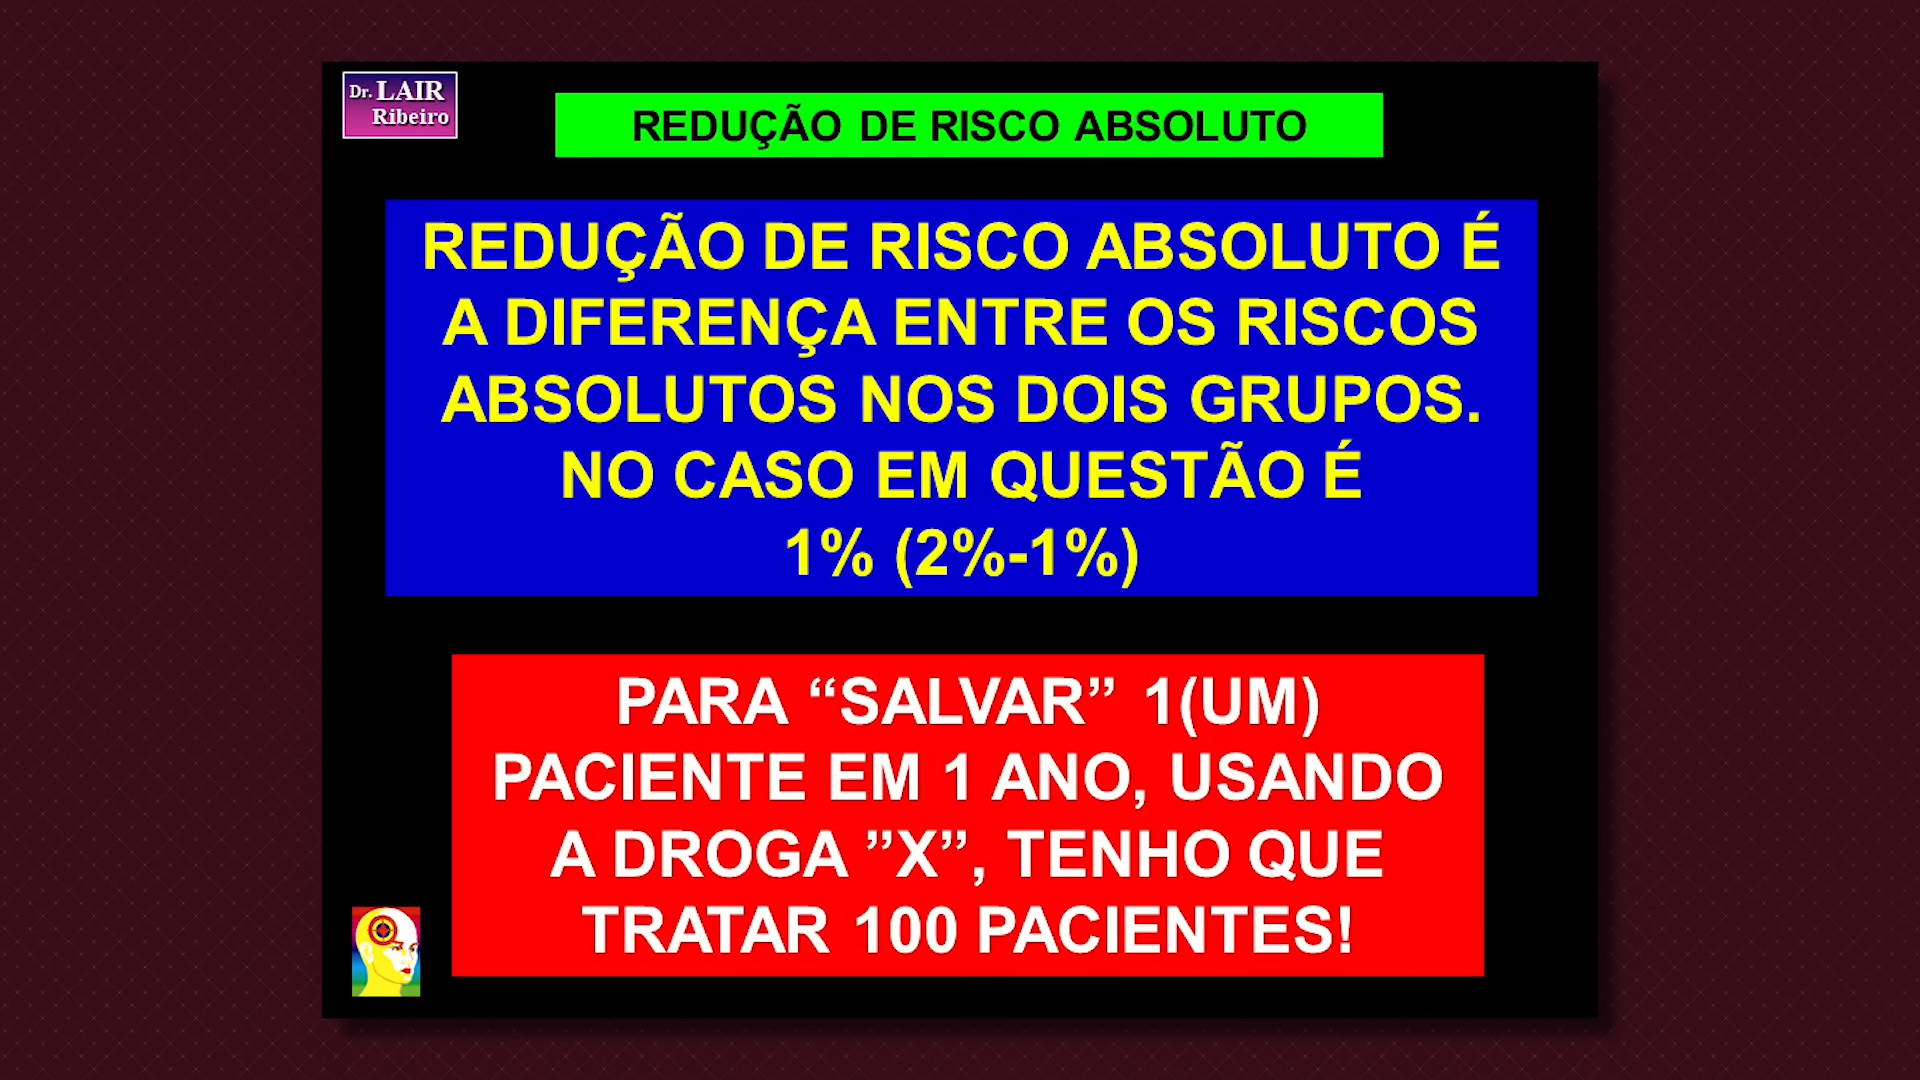 Dr. LAIR
Ribeiro
REDUÇÃO DE RISCO ABSOLUTO
REDUÇÃO DE RISCO ABSOLUTO É
A DIFERENÇA ENTRE OS RISCOS
ABSOLUTOS NOS DOIS GRUPOS.
NO CASO EM QUESTÃO É
1% (2%-1%)
PARA “SALVAR” 1(UM)
PACIENTE EM 1 ANO, USANDO
A DROGA ”X”, TENHO QUE
TRATAR 100 PACIENTES!